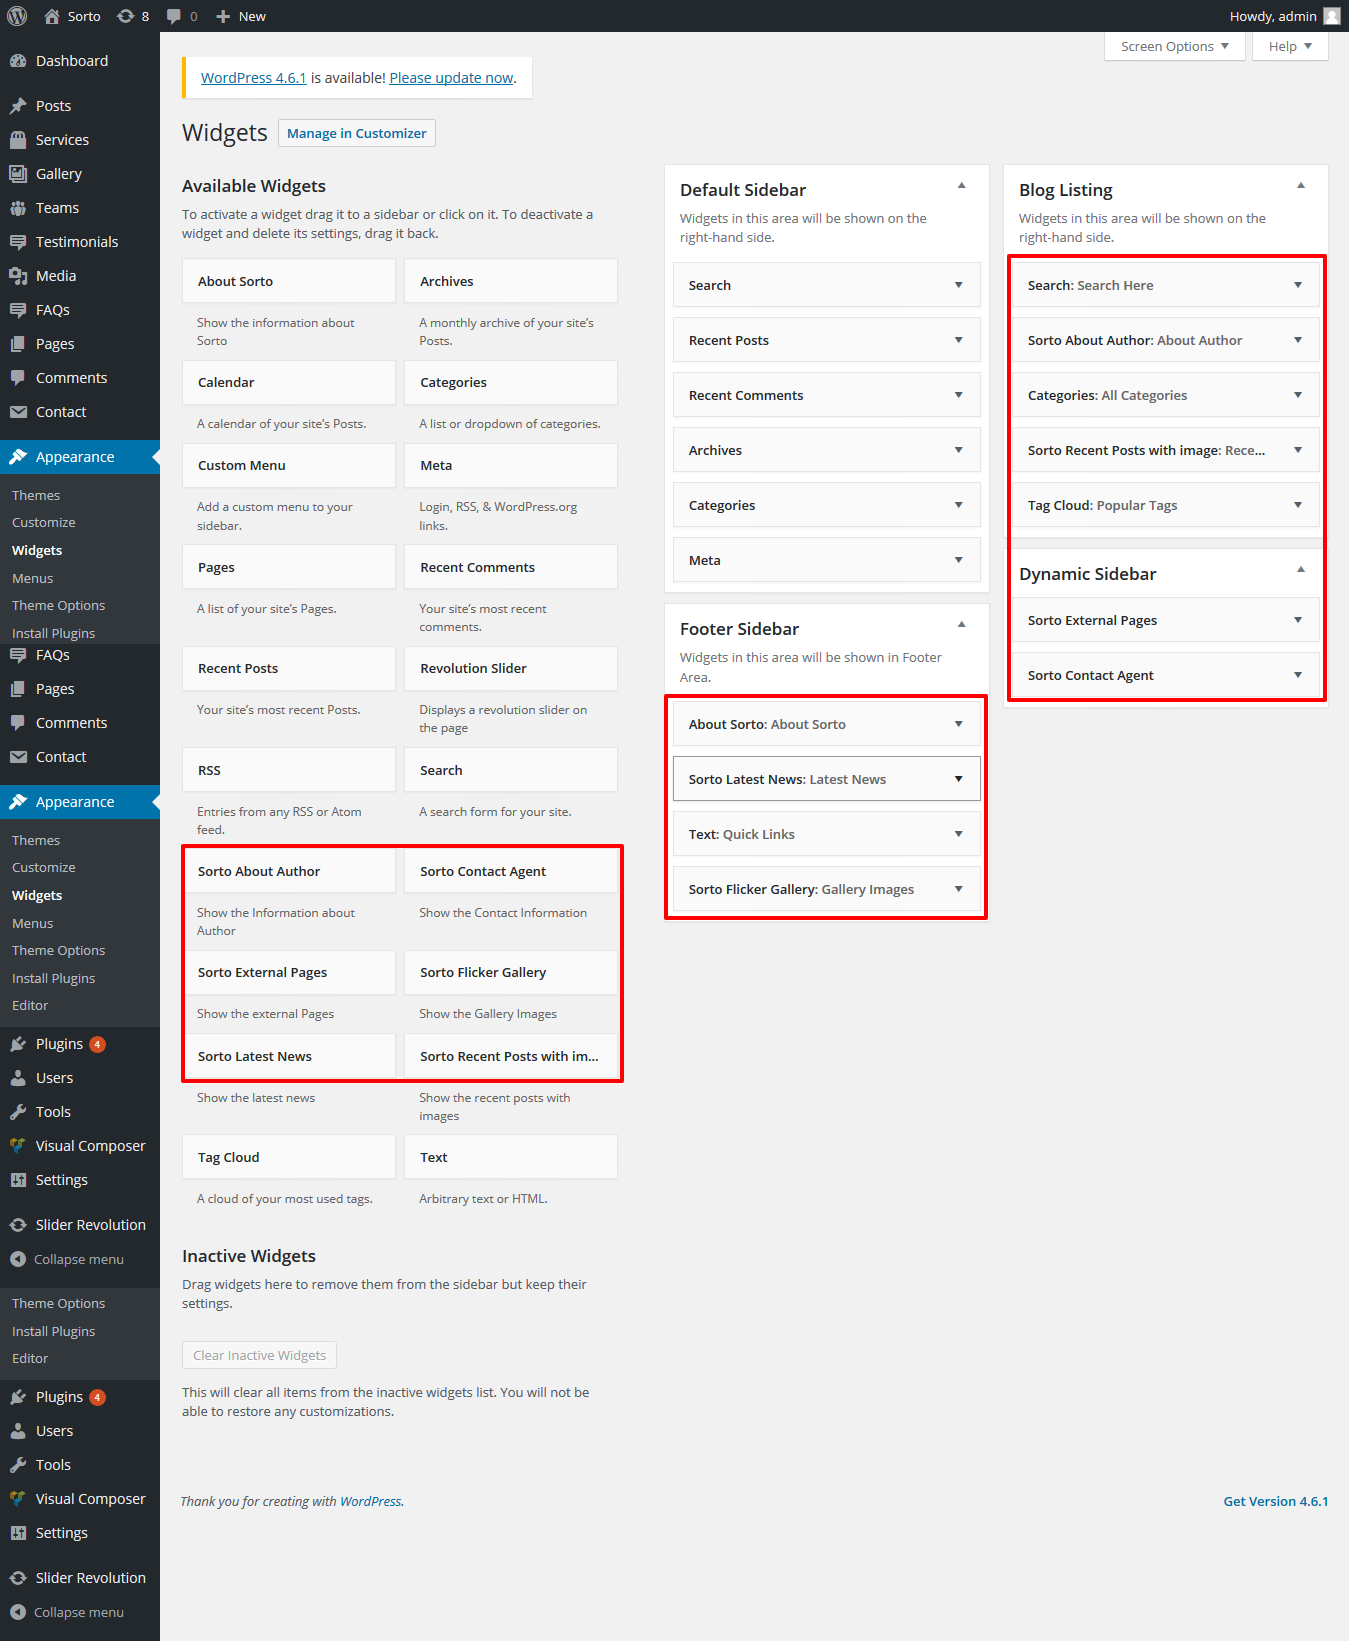 Sorto 8 0 New Howdy, admin
Dashboard
Posts
Services
Gallery
Teams
Testimonials
Media
FAQs
Pages
Comments
Contact
Appearance
Themes
Customize
Widgets
Menus
Theme Options
Install Plugins
FAQs
Pages
Comments
Contact
Appearance
Themes
Customize
Widgets
Menus
Theme Options
Install Plugins
Editor
Plugins 4
Users
Tools
Visual Composer
Settings
Slider Revolution
Collapse menu
Theme Options
Install Plugins
Editor
Plugins 4
Users
Tools
Visual Composer
Settings
Slider Revolution
Collapse menu
Screen Options Help
WordPress 4.6.1 is available! Please update now.
Widgets Manage in Customizer
Available Widgets
To activate a widget drag it to a sidebar or click on it. To deactivate a
widget and delete its settings, drag it back.
About Sorto
Show the information about
Sorto
Archives
A monthly archive of your site’s
Posts.
Calendar
A calendar of your site’s Posts.
Categories
A list or dropdown of categories.
Custom Menu
Add a custom menu to your
sidebar.
Meta
Login, RSS, & WordPress.org
links.
Pages
A list of your site’s Pages.
Recent Comments
Your site’s most recent
comments.
Recent Posts
Your site’s most recent Posts.
Revolution Slider
Displays a revolution slider on
the page
RSS
Entries from any RSS or Atom
feed.
Search
A search form for your site.
Sorto About Author
Show the Information about
Author
Sorto Contact Agent
Show the Contact Information
Sorto External Pages
Show the external Pages
Sorto Flicker Gallery
Show the Gallery Images
Sorto Latest News
Show the latest news
Sorto Recent Posts with im...
Show the recent posts with
images
Tag Cloud
A cloud of your most used tags.
Text
Arbitrary text or HTML.
Inactive Widgets
Drag widgets here to remove them from the sidebar but keep their
settings.
Clear Inactive Widgets
This will clear all items from the inactive widgets list. You will not be
able to restore any customizations.
Default Sidebar
Widgets in this area will be shown on the
right-hand side.
Search
Recent Posts
Recent Comments
Archives
Categories
Meta
Footer Sidebar
Widgets in this area will be shown in Footer
Area.
About Sorto: About Sorto
Sorto Latest News: Latest News
Text: Quick Links
Sorto Flicker Gallery: Gallery Images
Blog Listing
Widgets in this area will be shown on the
right-hand side.
Search: Search Here
Sorto About Author: About Author
Categories: All Categories
Sorto Recent Posts with image: Rece...
Tag Cloud: Popular Tags
Dynamic Sidebar
Sorto External Pages
Sorto Contact Agent
Thank you for creating with WordPress. Get Version 4.6.1